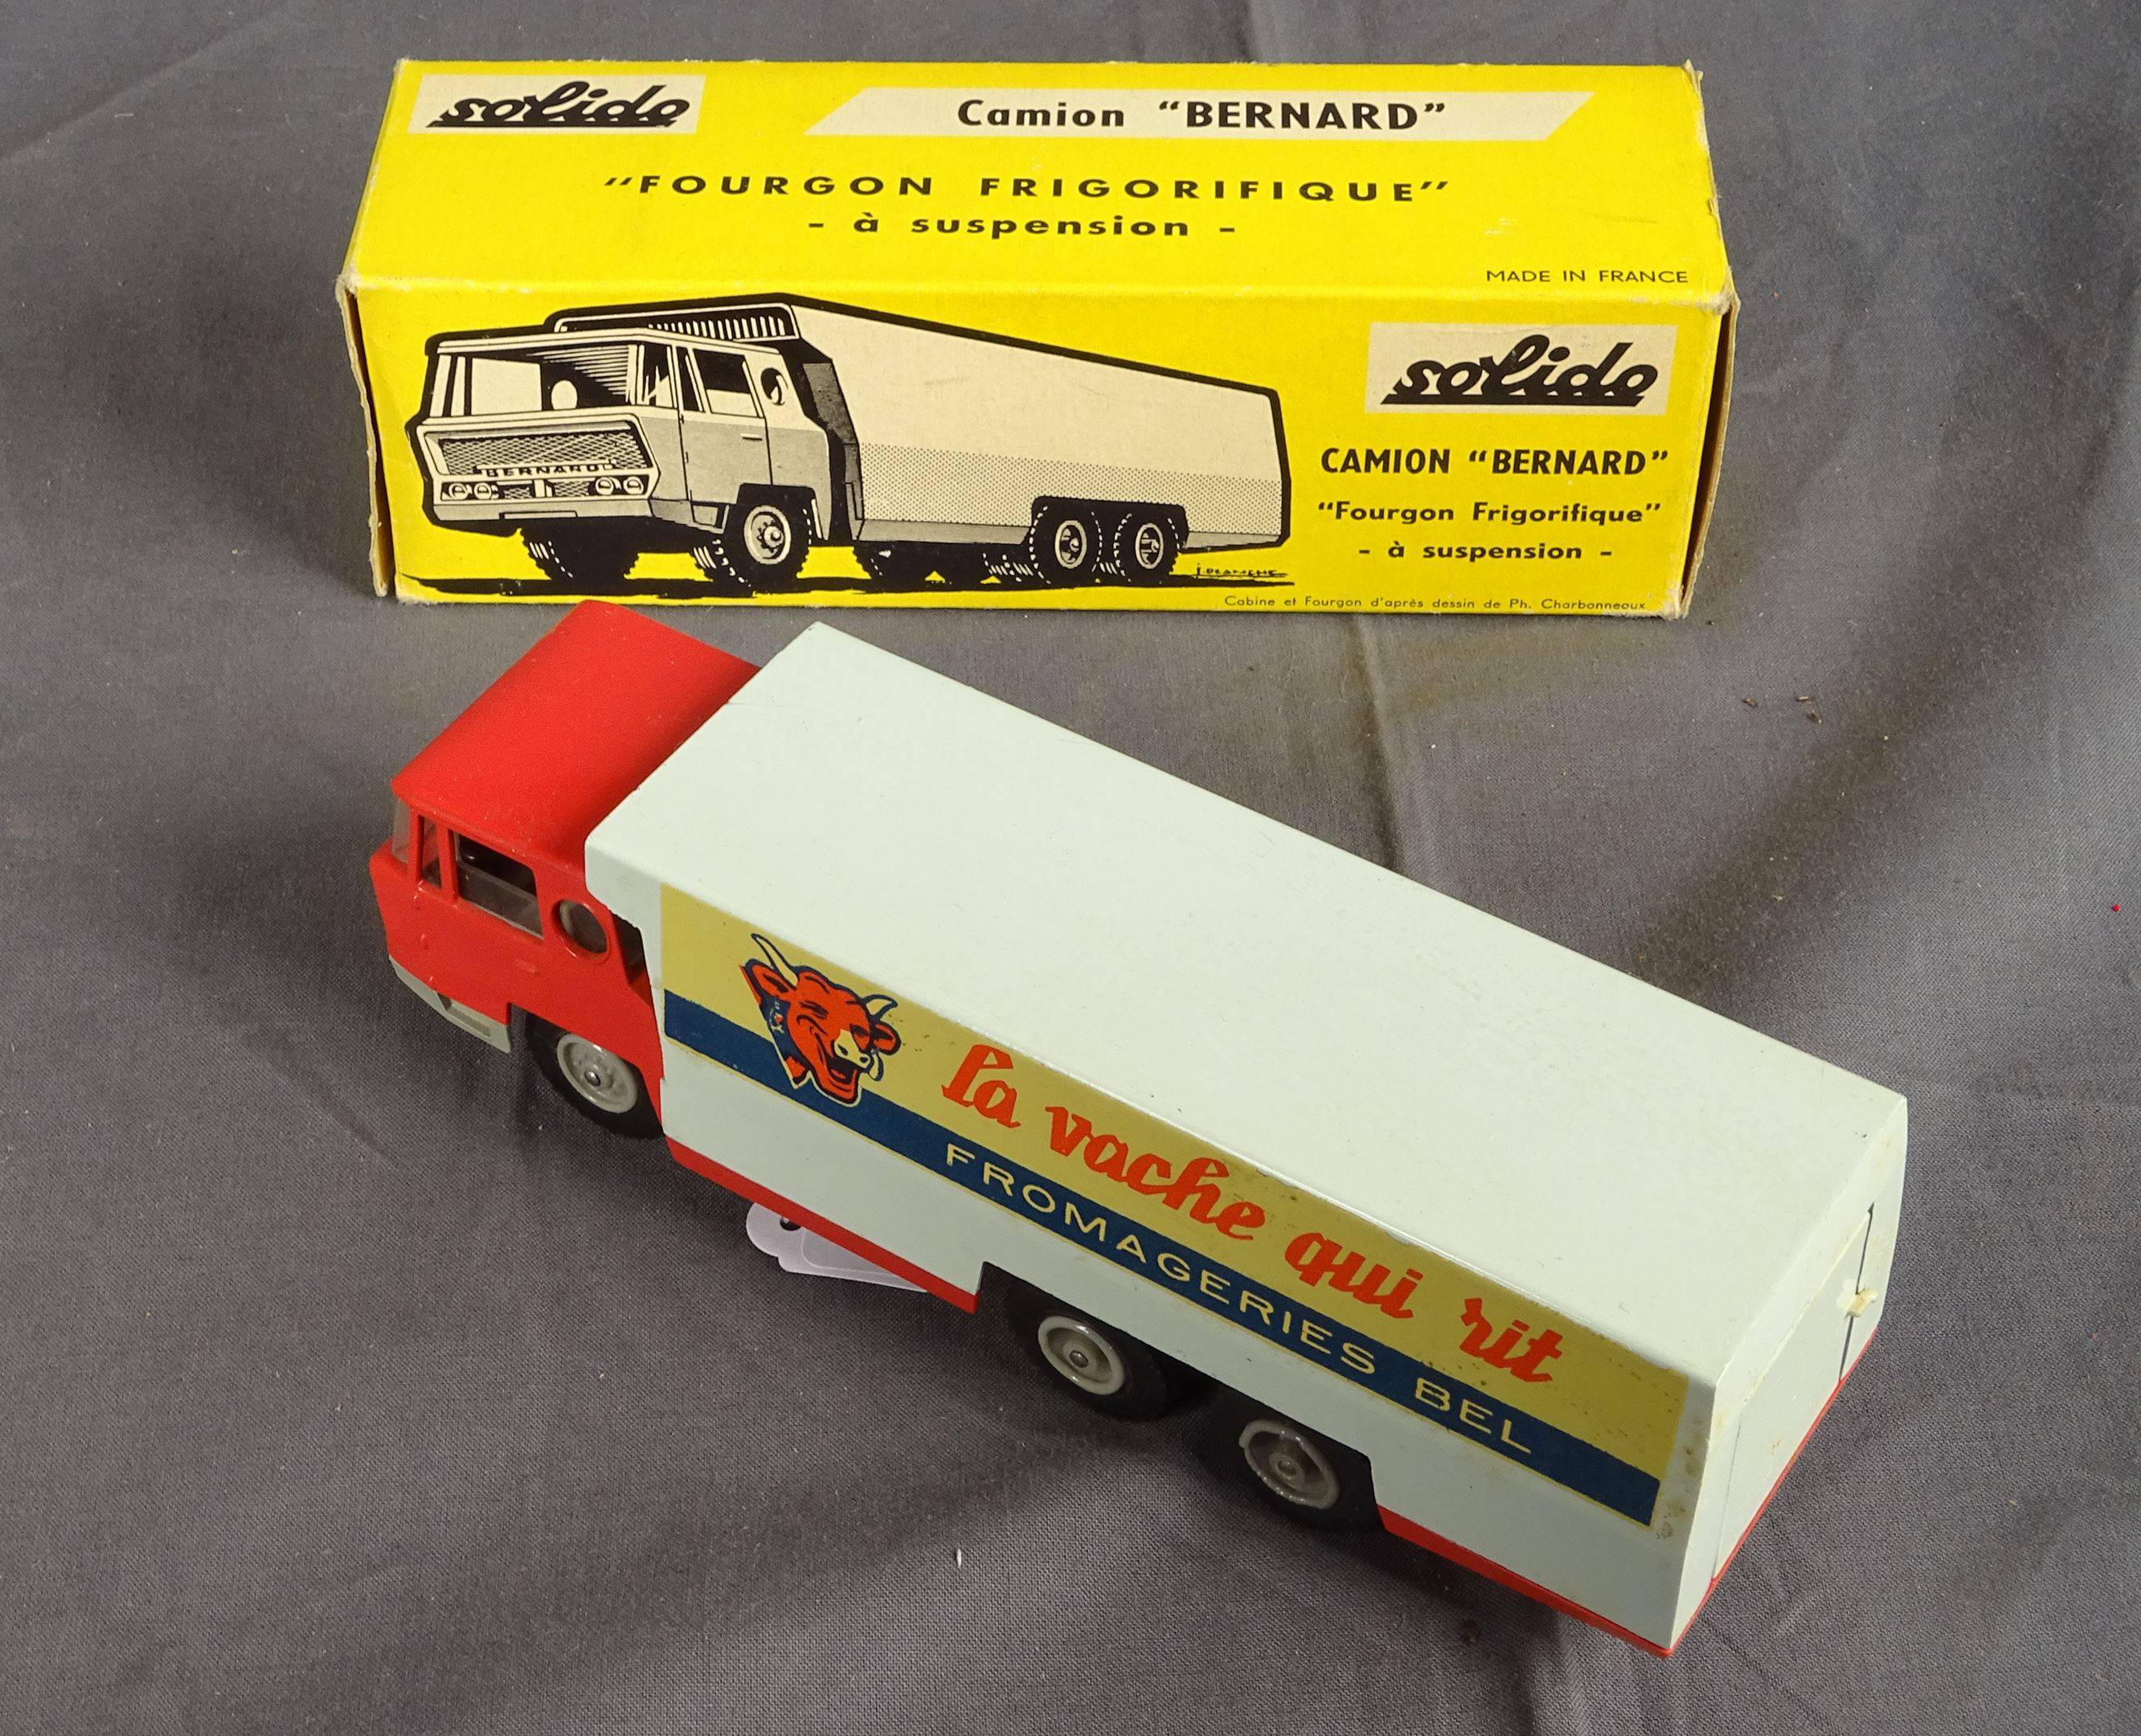 solido
Camion "BERNARD"
"FOURGON FRIGORIFIQUE"
- à suspension -
MADE IN FRANCE
BERNARD
solido
CAMION "BERNARD"
"Fourgon Frigorifique"
- à suspension -
Cabine et Fourgon d'après dessin de Ph. Charbonneaux
la vache qui rit
FROMAGERIES BEL